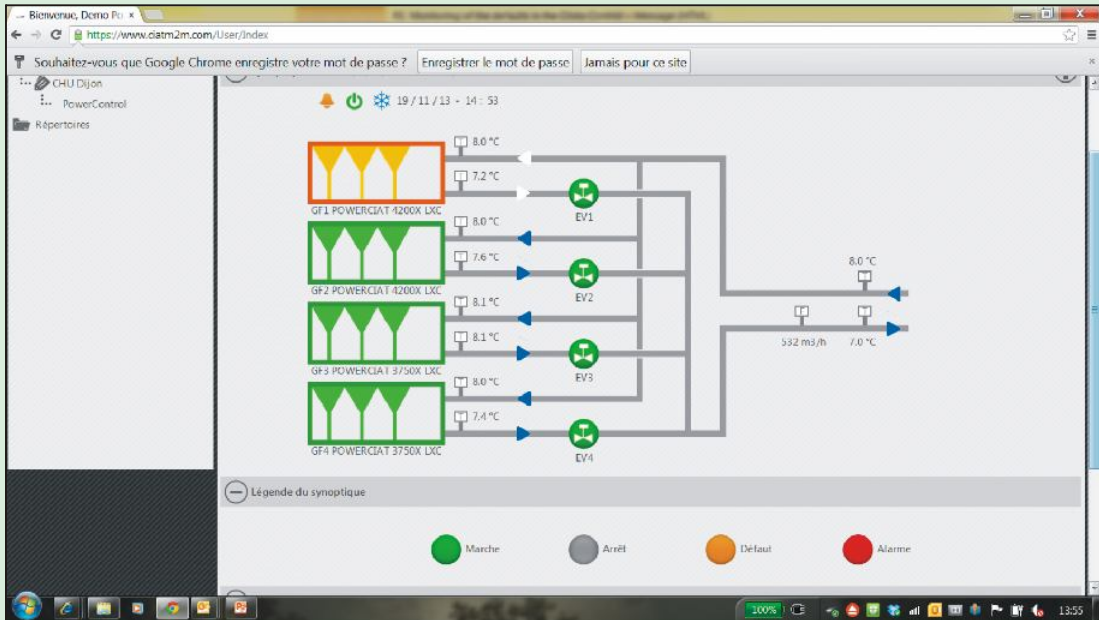 Bienvenue, Demo Po
https://www.ciatm2m.com/User/Index
Souhaitez-vous que Google Chrome enregistre votre mot de passe ? Enregistrer le mot de passe Jamais pour ce site
CHU Dijon
PowerControl
Répertoires
19/11/13 - 14: 53
8.0 °C
7.2 °C
GF1 POWERCIAT 4200X LXC
EV1
8.0 °C
7.6 °C
GF2 POWERCIAT 4200X LXC
EV2
8.1 °C
8.1 °C
GF3 POWERCIAT 3750X LXC
EV3
8.0 °C
7.4 °C
GF4 POWERCIAT 3750X LXC
EV4
8.0 °C
532 m3/h 7.0 °C
Légende du synoptique
Marche Arrêt Défaut Alarme
100% 13:55